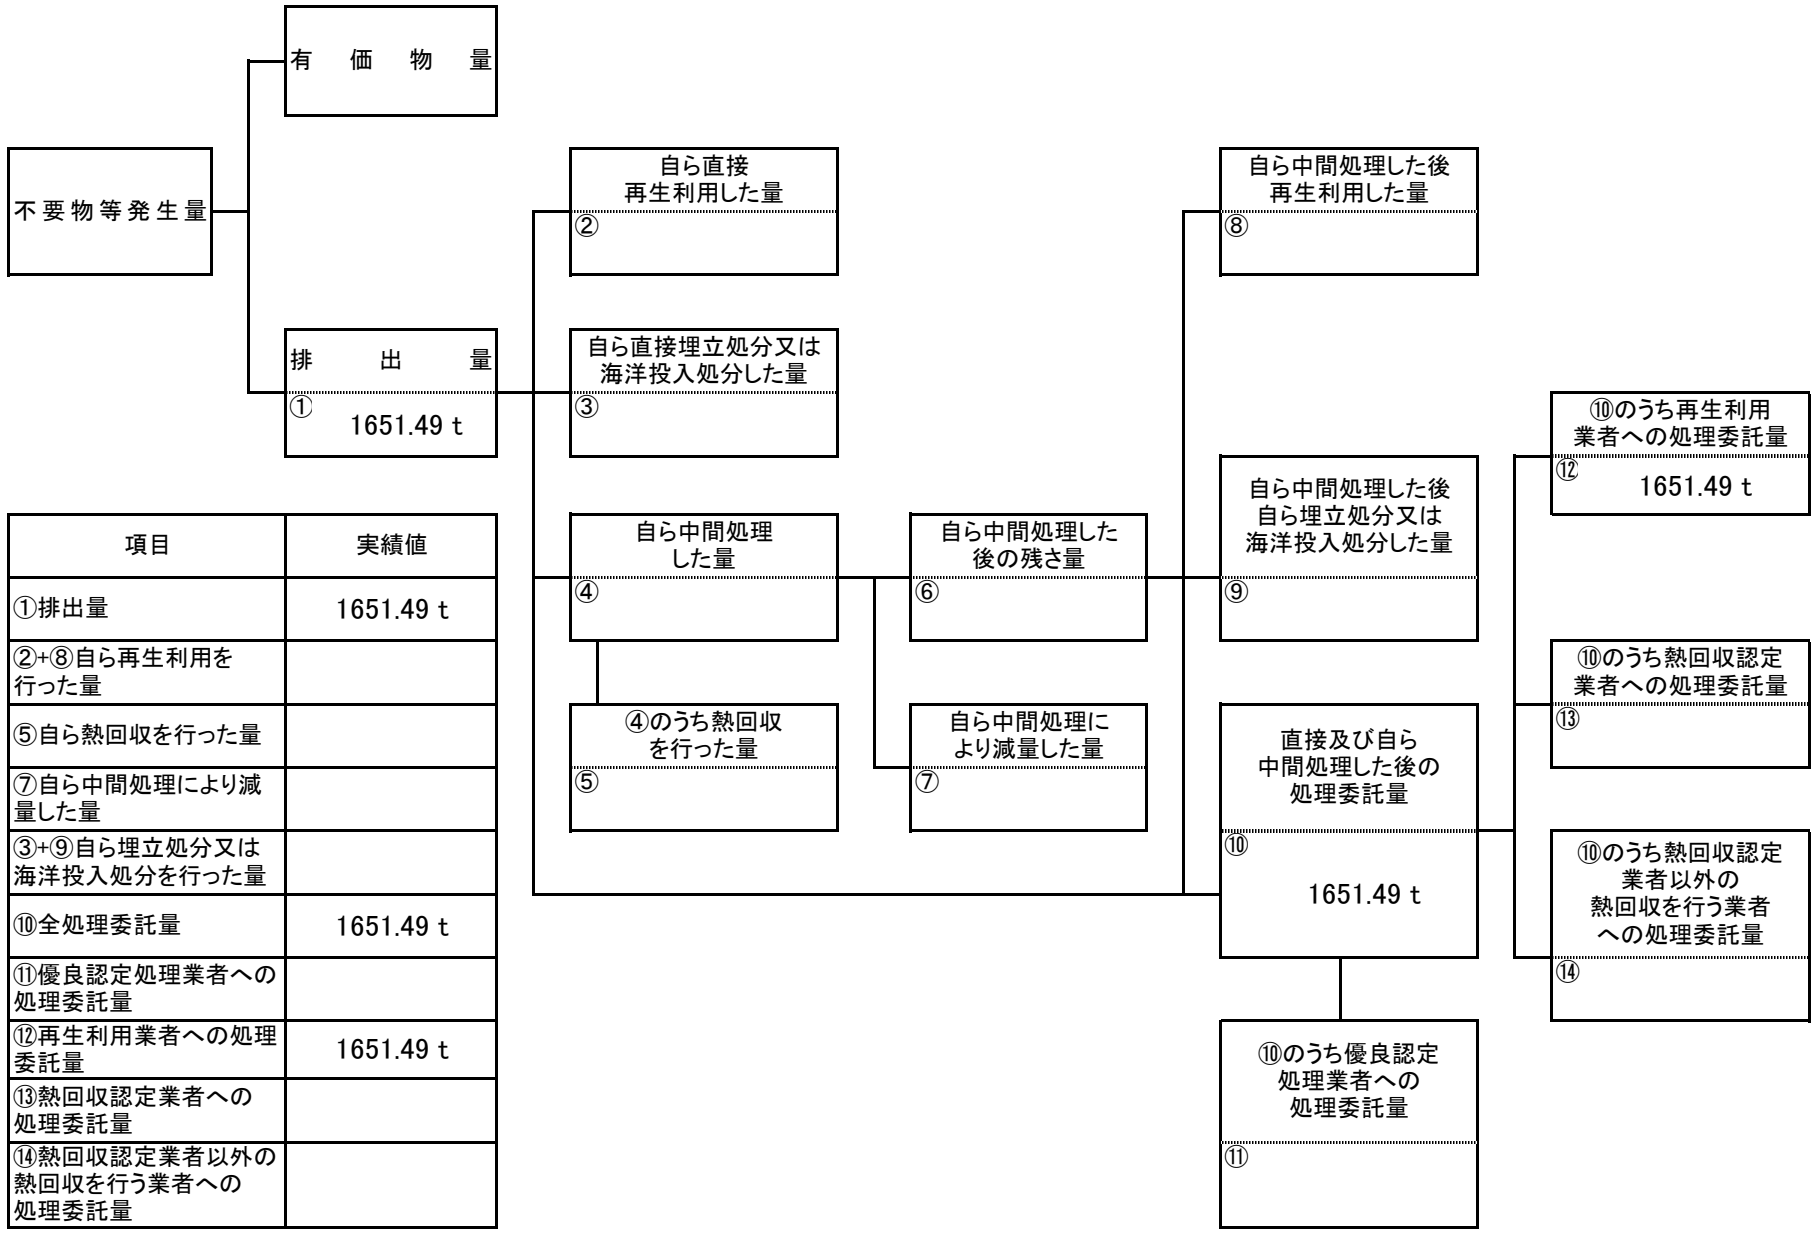 有価物量
不要物等発生量
排出量
①
1651.49 t
自ら直接
再生利用した量
②
自ら直接埋立処分又は
海洋投入処分した量
③
自ら中間処理
した量
④
④のうち熱回収
を行った量
⑤
自ら中間処理した
後の残さ量
⑥
自ら中間処理に
より減量した量
⑦
自ら中間処理した後
再生利用した量
⑧
自ら中間処理した後
自ら埋立処分又は
海洋投入処分した量
⑨
直接及び自ら
中間処理した後の
処理委託量
⑩
1651.49 t
⑩のうち優良認定
処理業者への
処理委託量
⑪
⑩のうち再生利用
業者への処理委託量
⑫
1651.49 t
⑩のうち熱回収認定
業者への処理委託量
⑬
⑩のうち熱回収認定
業者以外の
熱回収を行う業者
への処理委託量
⑭
項目 実績値
①排出量 1651.49 t
②+⑧自ら再生利用を
行った量
⑤自ら熱回収を行った量
⑦自ら中間処理により減
量した量
③+⑨自ら埋立処分又は
海洋投入処分を行った量
⑩全処理委託量 1651.49 t
⑪優良認定処理業者への
処理委託量
⑫再生利用業者への処理
委託量 1651.49 t
⑬熱回収認定業者への
処理委託量
⑭熱回収認定業者以外の
熱回収を行う業者への
処理委託量